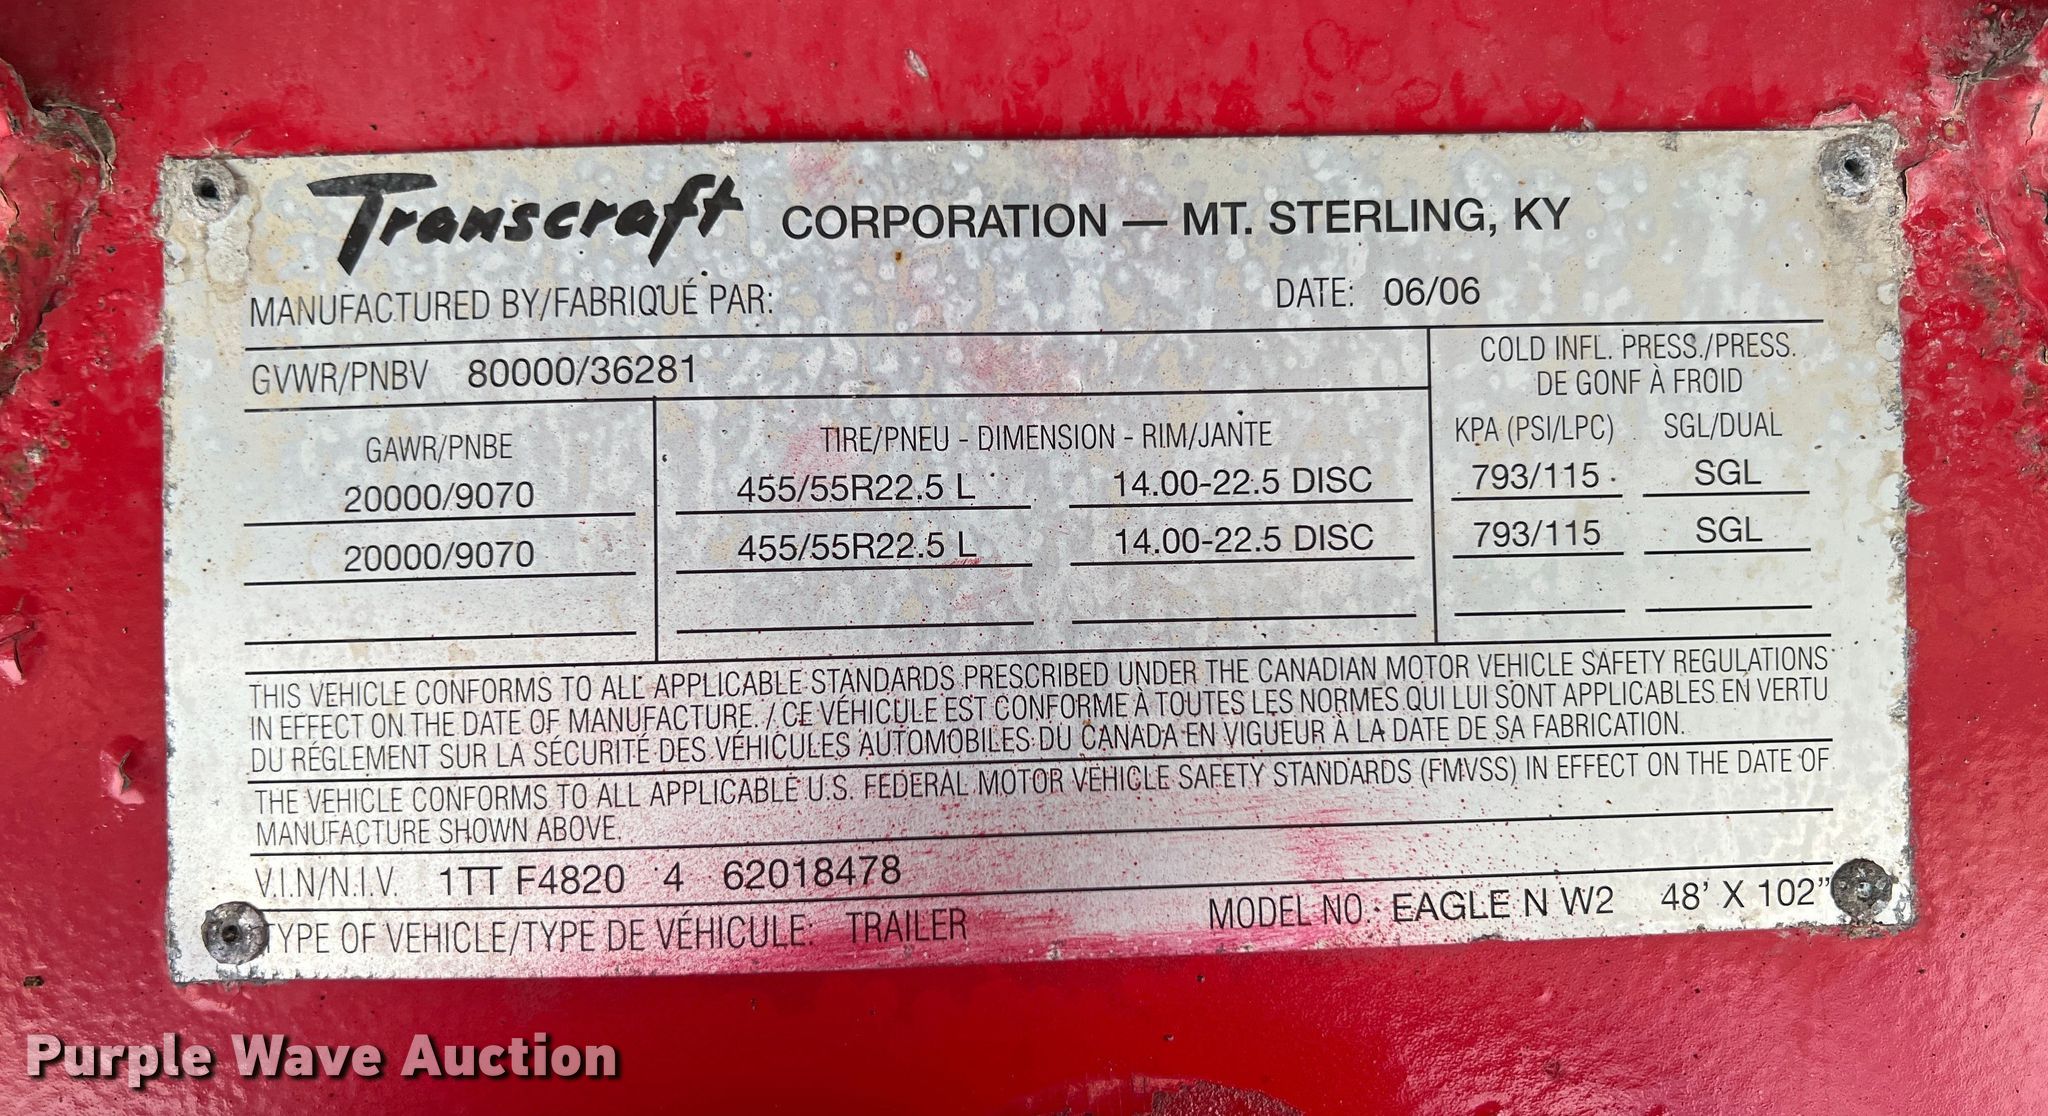 Transcraft CORPORATION — MT. STERLING, KY
MANUFACTURED BY/FABRIQUÉ PAR: DATE: 06/06
GVWR/PNBV 80000/36281
COLD INFL. PRESS./PRESS.
DE GONF À FROID
GAWR/PNBE TIRE/PNEU - DIMENSION - RIM/JANTE KPA (PSI/LPC) SGL/DUAL
20000/9070 455/55R22.5 L 14.00-22.5 DISC 793/115 SGL
20000/9070 455/55R22.5 L 14.00-22.5 DISC 793/115 SGL
THIS VEHICLE CONFORMS TO ALL APPLICABLE STANDARDS PRESCRIBED UNDER THE CANADIAN MOTOR VEHICLE SAFETY REGULATIONS
IN EFFECT ON THE DATE OF MANUFACTURE. / CE VÉHICULE EST CONFORME À TOUTES LES NORMES QUI LUI SONT APPLICABLES EN VERTU
DU RÉGLEMENT SUR LA SÉCURITÉ DES VÉHICULES AUTOMOBILES DU CANADA EN VIGUEUR À LA DATE DE SA FABRICATION.
THE VEHICLE CONFORMS TO ALL APPLICABLE U.S. FEDERAL MOTOR VEHICLE SAFETY STANDARDS (FMVSS) IN EFFECT ON THE DATE OF
MANUFACTURE SHOWN ABOVE.
V.I.N/N.I.V. 1TT F4820 4 62018478
TYPE OF VEHICLE/TYPE DE VÉHICULE: TRAILER MODEL NO.: EAGLE N W2 48' X 102"
Purple Wave Auction